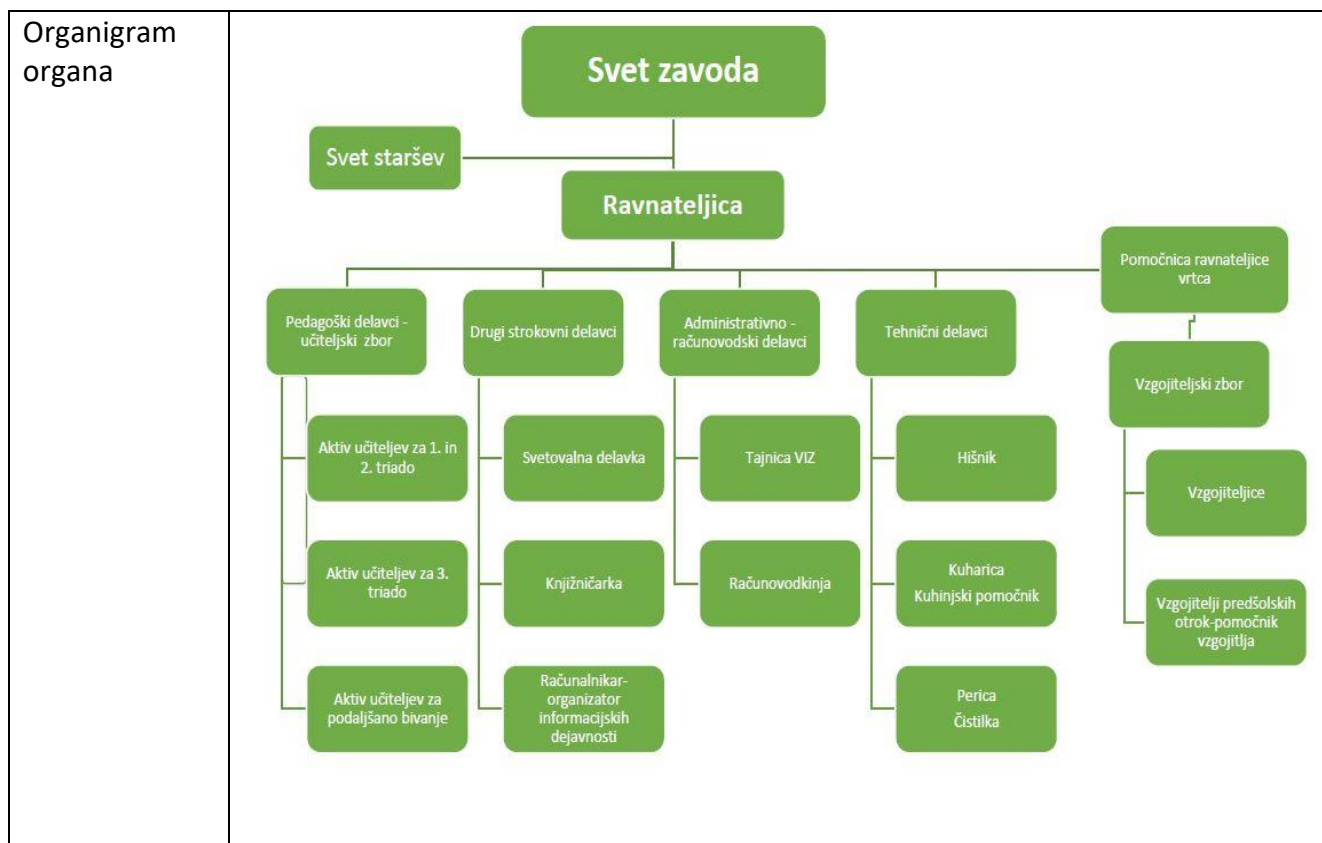 Organigram
organa
Svet zavoda
Svet staršev
Ravnateljica
Pomočnica ravnateljice
vrtca
Pedagoški delavci -
učiteljski zbor
Drugi strokovni delavci
Administrativno -
računovodski delavci
Tehnični delavci
Vzgojiteljski zbor
Aktiv učiteljev za 1. in
2. triado
Svetovalna delavka
Tajnica VIZ
Hišnik
Vzgojiteljice
Aktiv učiteljev za 3.
triado
Knjižničarka
Računovodkinja
Kuharica
Kuhinjski pomočnik
Vzgojitelji predšolskih
otrok-pomočnik
vzgojitlja
Aktiv učiteljev za
podaljšano bivanje
Računalnikar-
organizator
informacijskih
dejavnosti
Perica
Čistilka